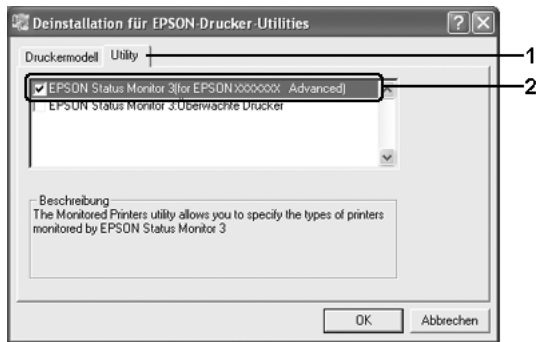 Deinstallation für EPSON-Drucker-Utilities
Druckermodell Utility
1
EPSON Status Monitor 3(for EPSONXXXXXXX Advanced)
2
EPSON Status Monitor 3:Überwachte Drucker
Beschreibung
The Monitored Printers utility allows you to specify the types of printers
monitored by EPSON Status Monitor 3
OK Abbrechen